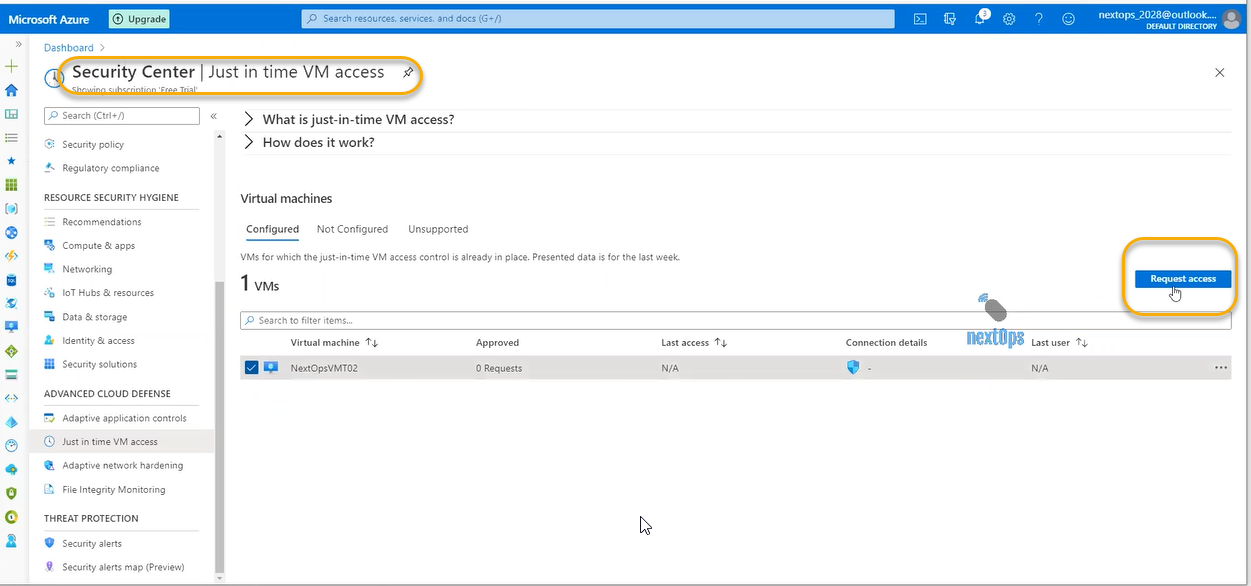 Microsoft Azure
Upgrade
Search resources, services, and docs (G+/)
3
nextops_2028@outlook....
DEFAULT DIRECTORY
Dashboard
Security Center | Just in time VM access
Showing subscription 'Free Trial'
Search (Ctrl+/)
Security policy
Regulatory compliance
RESOURCE SECURITY HYGIENE
Recommendations
Compute & apps
Networking
IoT Hubs & resources
Data & storage
Identity & access
Security solutions
ADVANCED CLOUD DEFENSE
Adaptive application controls
Just in time VM access
Adaptive network hardening
File Integrity Monitoring
THREAT PROTECTION
Security alerts
Security alerts map (Preview)
What is just-in-time VM access?
How does it work?
Virtual machines
Configured Not Configured Unsupported
VMs for which the just-in-time VM access control is already in place. Presented data is for the last week.
1 VMs
Request access
Search to filter items...
nextOps
Virtual machine Approved Last access Connection details Last user
NextOpsVMT02 0 Requests N/A - N/A